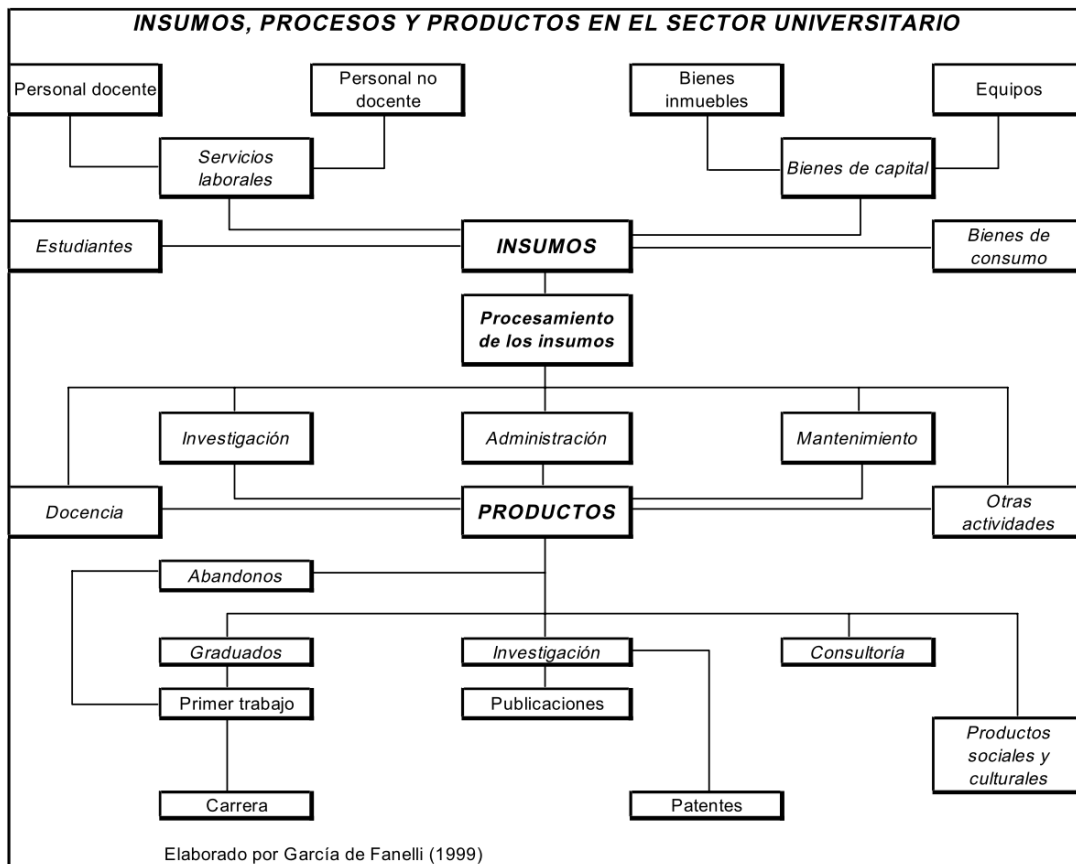 INSUMOS, PROCESOS Y PRODUCTOS EN EL SECTOR UNIVERSITARIO
Personal docente
Personal no
docente
Bienes
inmuebles
Equipos
Servicios
laborales
Bienes de capital
Estudiantes
INSUMOS
Bienes de
consumo
Procesamiento
de los insumos
Investigación
Administración
Mantenimiento
Docencia
PRODUCTOS
Otras
actividades
Abandonos
Graduados
Investigación
Consultoría
Primer trabajo
Publicaciones
Productos
sociales y
culturales
Carrera
Patentes
Elaborado por García de Fanelli (1999)